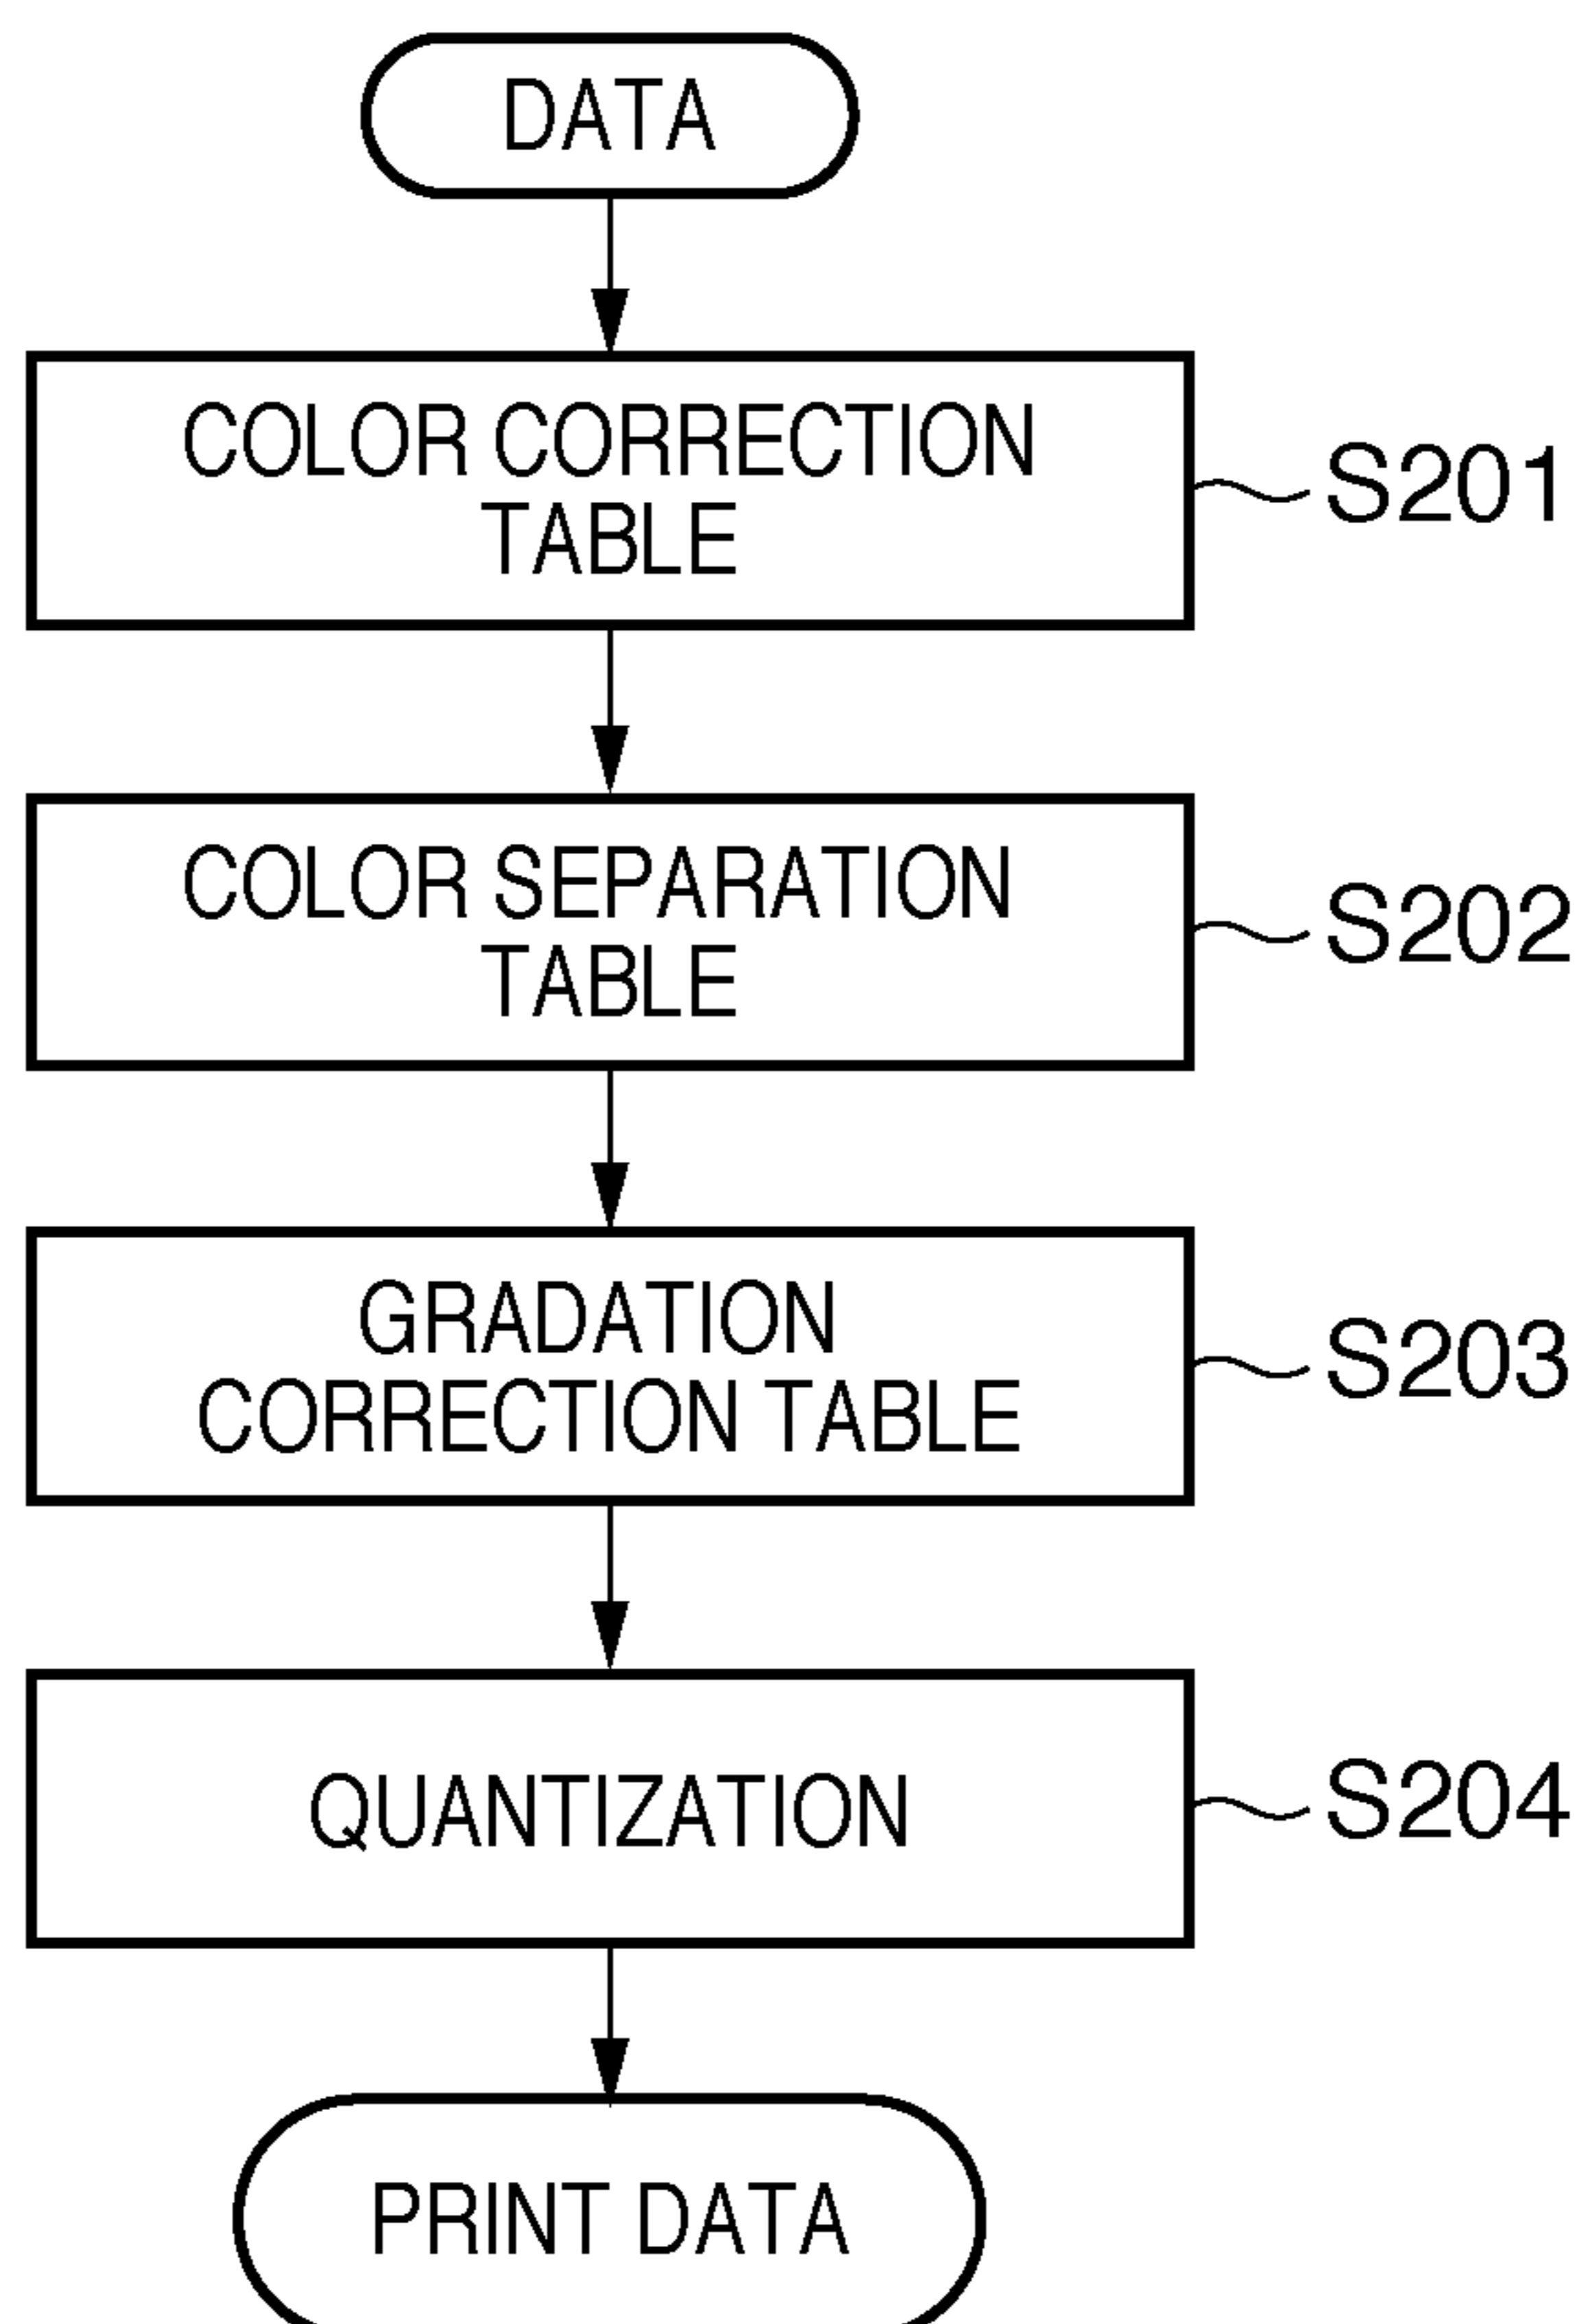 DATA
COLOR CORRECTION
TABLE
S201
COLOR SEPARATION
TABLE
S202
GRADATION
CORRECTION TABLE
S203
QUANTIZATION
S204
PRINT DATA